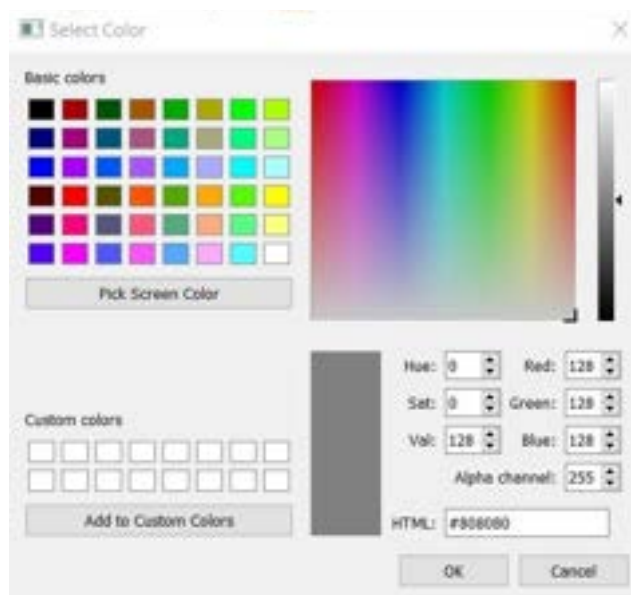 Select Color
Basic colors
Pick Screen Color
Hue: 0
Red: 128
Sat: 0
Green: 128
Val: 128
Blue: 128
Alpha channel: 255
HTML: #808080
Custom colors
Add to Custom Colors
OK
Cancel